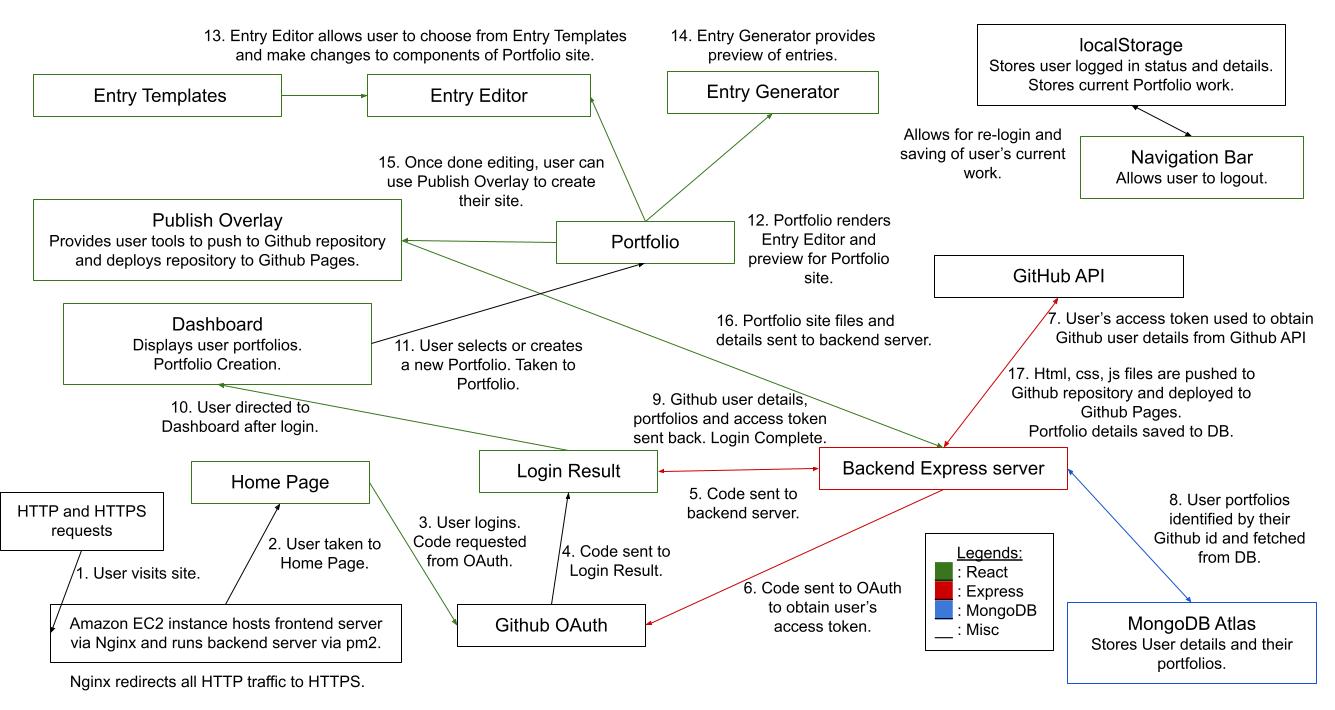 13. Entry Editor allows user to choose from Entry Templates
and make changes to components of Portfolio site.
14. Entry Generator provides
preview of entries.
localStorage
Stores user logged in status and details.
Stores current Portfolio work.
Entry Templates
Entry Editor
Entry Generator
Allows for re-login and
saving of user's current
work.
Navigation Bar
Allows user to logout.
15. Once done editing, user can
use Publish Overlay to create
their site.
Publish Overlay
Provides user tools to push to Github repository
and deploys repository to Github Pages.
Portfolio
12. Portfolio renders
Entry Editor and
preview for Portfolio
site.
GitHub API
Dashboard
Displays user portfolios.
Portfolio Creation.
11. User selects or creates
a new Portfolio. Taken to
Portfolio.
16. Portfolio site files and
details sent to backend server.
7. User's access token used to obtain
Github user details from Github API
17. Html, css, js files are pushed to
Github repository and deployed to
Github Pages.
Portfolio details saved to DB.
10. User directed to
Dashboard after login.
9. Github user details,
portfolios and access token
sent back. Login Complete.
Home Page
Login Result
Backend Express server
HTTP and HTTPS
requests
5. Code sent to
backend server.
8. User portfolios
identified by their
Github id and fetched
from DB.
1. User visits site.
2. User taken to
Home Page.
3. User logins.
Code requested
from OAuth.
4. Code sent to
Login Result.
6. Code sent to OAuth
to obtain user's
access token.
Legends:
: React
: Express
: MongoDB
: Misc
Amazon EC2 instance hosts frontend server
via Nginx and runs backend server via pm2.
Github OAuth
MongoDB Atlas
Stores User details and their
portfolios.
Nginx redirects all HTTP traffic to HTTPS.